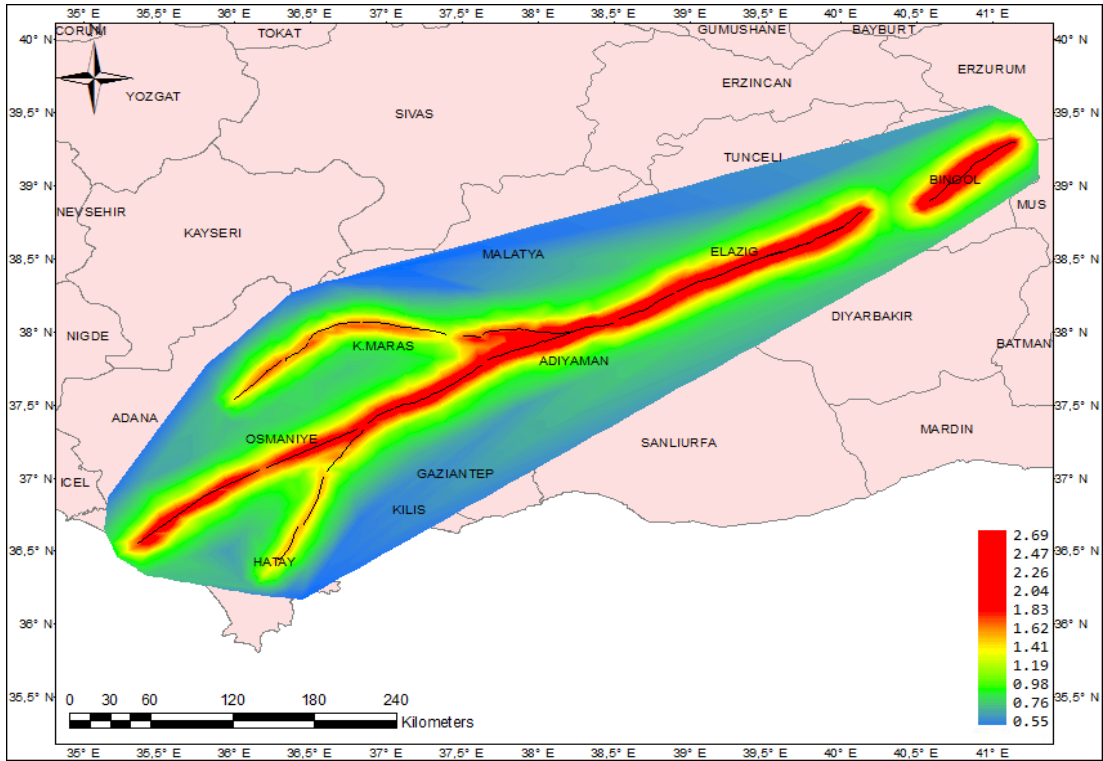 35° E 35,5° E 36° E 36,5° E 37° E 37,5° E 38° E 38,5° E 39° E 39,5° E 40° E 40,5° E 41° E
N
CORUM TOKAT GUMUSHANE BAYBURT
40° N 40° N
ERZURUM
ERZINCAN
YOZGAT
39,5° N SIVAS 39,5° N
TUNCELI
BINGOL
39° N 39° N
NEVSEHIR MUS
KAYSERI
MALATYA ELAZIG
38,5° N 38,5° N
DIYARBAKIR
NIGDE 38° N 38° N
K.MARAS BATMAN
ADIYAMAN
37,5° N 37,5° N
ADANA
OSMANIYE SANLIURFA MARDIN
ICEL 37° N GAZIANTEP 37° N
KILIS
36,5° N HATAY 36,5° N
2.69
2.47
2.26
2.04
1.83
1.62
1.41
1.19
0.98
0.76
0.55
36° N 36° N
35,5° N 35,5° N
0 30 60 120 180 240
Kilometers
35° E 35,5° E 36° E 36,5° E 37° E 37,5° E 38° E 38,5° E 39° E 39,5° E 40° E 40,5° E 41° E